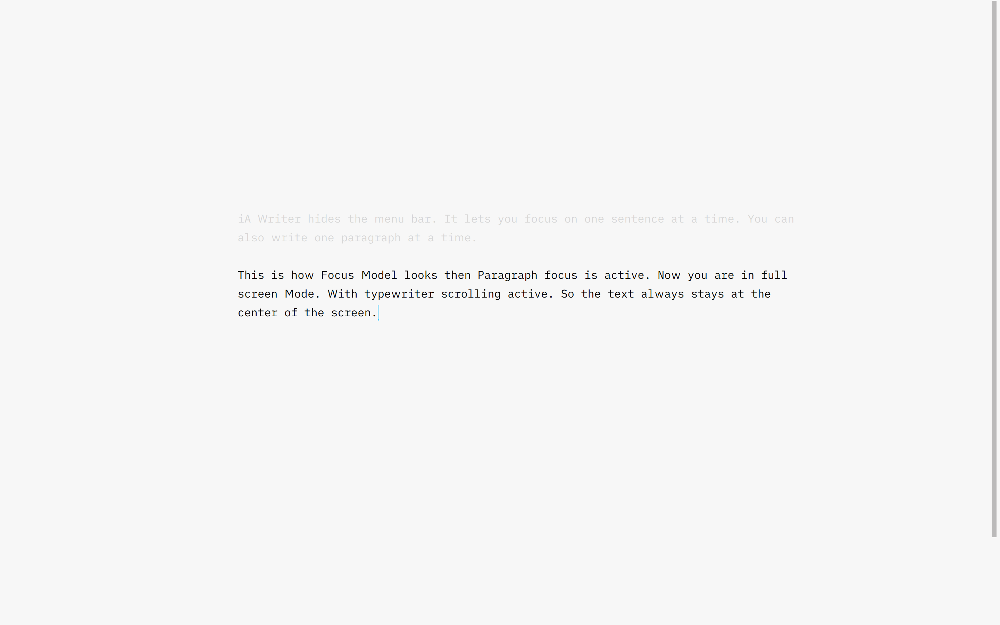 iA Writer hides the menu bar. It lets you focus on one sentence at a time. You can
also write one paragraph at a time.
This is how Focus Model looks then Paragraph focus is active. Now you are in full
screen Mode. With typewriter scrolling active. So the text always stays at the
center of the screen.